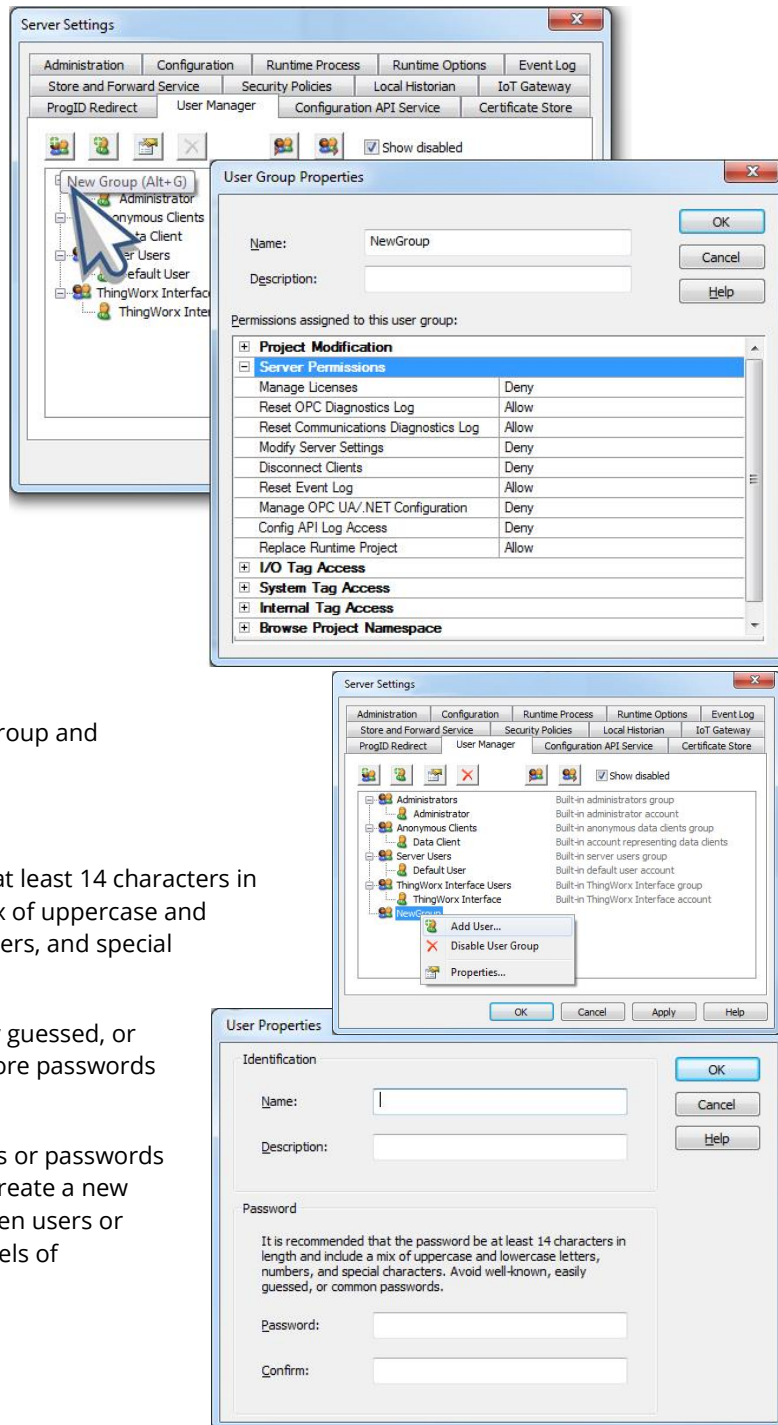 Server Settings
Administration Configuration Runtime Process Runtime Options Event Log
Store and Forward Service Security Policies Local Historian IoT Gateway
ProgID Redirect User Manager Configuration API Service Certificate Store
Show disabled
New Group (Alt+G)
Administrator
onymous Clients
ta Client
er Users
efault User
ThingWorx Interfac
ThingWorx Inter
User Group Properties
Name: NewGroup
Description:
OK
Cancel
Help
Permissions assigned to this user group:
Project Modification
Server Permissions
Manage Licenses Deny
Reset OPC Diagnostics Log Allow
Reset Communications Diagnostics Log Allow
Modify Server Settings Deny
Disconnect Clients Deny
Reset Event Log Allow
Manage OPC UA/.NET Configuration Deny
Config API Log Access Deny
Replace Runtime Project Allow
I/O Tag Access
System Tag Access
Internal Tag Access
Browse Project Namespace
roup and
at least 14 characters in
x of uppercase and
ers, and special
guessed, or
ore passwords
s or passwords
reate a new
en users or
els of
Server Settings
Administration Configuration Runtime Process Runtime Options Event Log
Store and Forward Service Security Policies Local Historian IoT Gateway
ProgID Redirect User Manager Configuration API Service Certificate Store
Show disabled
Administrators Built-in administrators group
Administrator Built-in administrator account
Anonymous Clients Built-in anonymous data clients group
Data Client Built-in account representing data clients
Server Users Built-in server users group
Default User Built-in default user account
ThingWorx Interface Users Built-in ThingWorx Interface group
ThingWorx Interface Built-in ThingWorx Interface account
NewGroup
Add User...
Disable User Group
Properties...
OK Cancel Apply Help
User Properties
Identification
Name:
Description:
OK
Cancel
Help
Password
It is recommended that the password be at least 14 characters in
length and include a mix of uppercase and lowercase letters,
numbers, and special characters. Avoid well-known, easily
guessed, or common passwords.
Password:
Confirm: